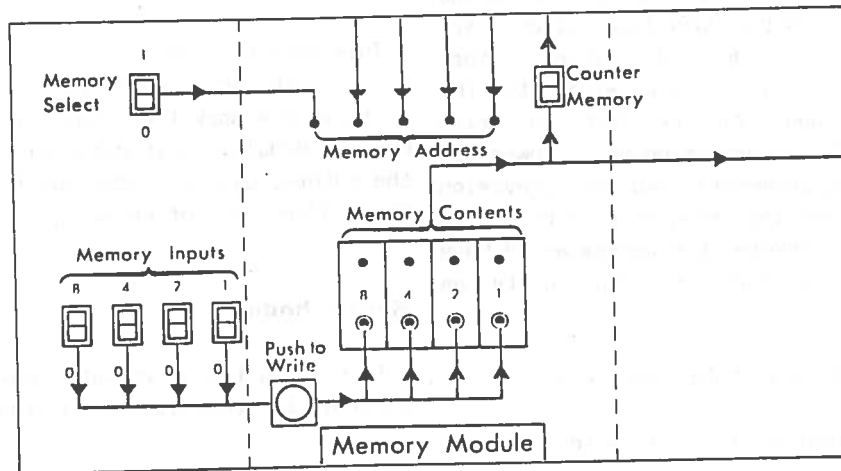 1
Memory
Select
0
Counter
Memory
Memory Address
Memory Contents
8 4 2 1
Memory Inputs
8 4 2 1
0 0 0 0
Push to
Write
Memory Module